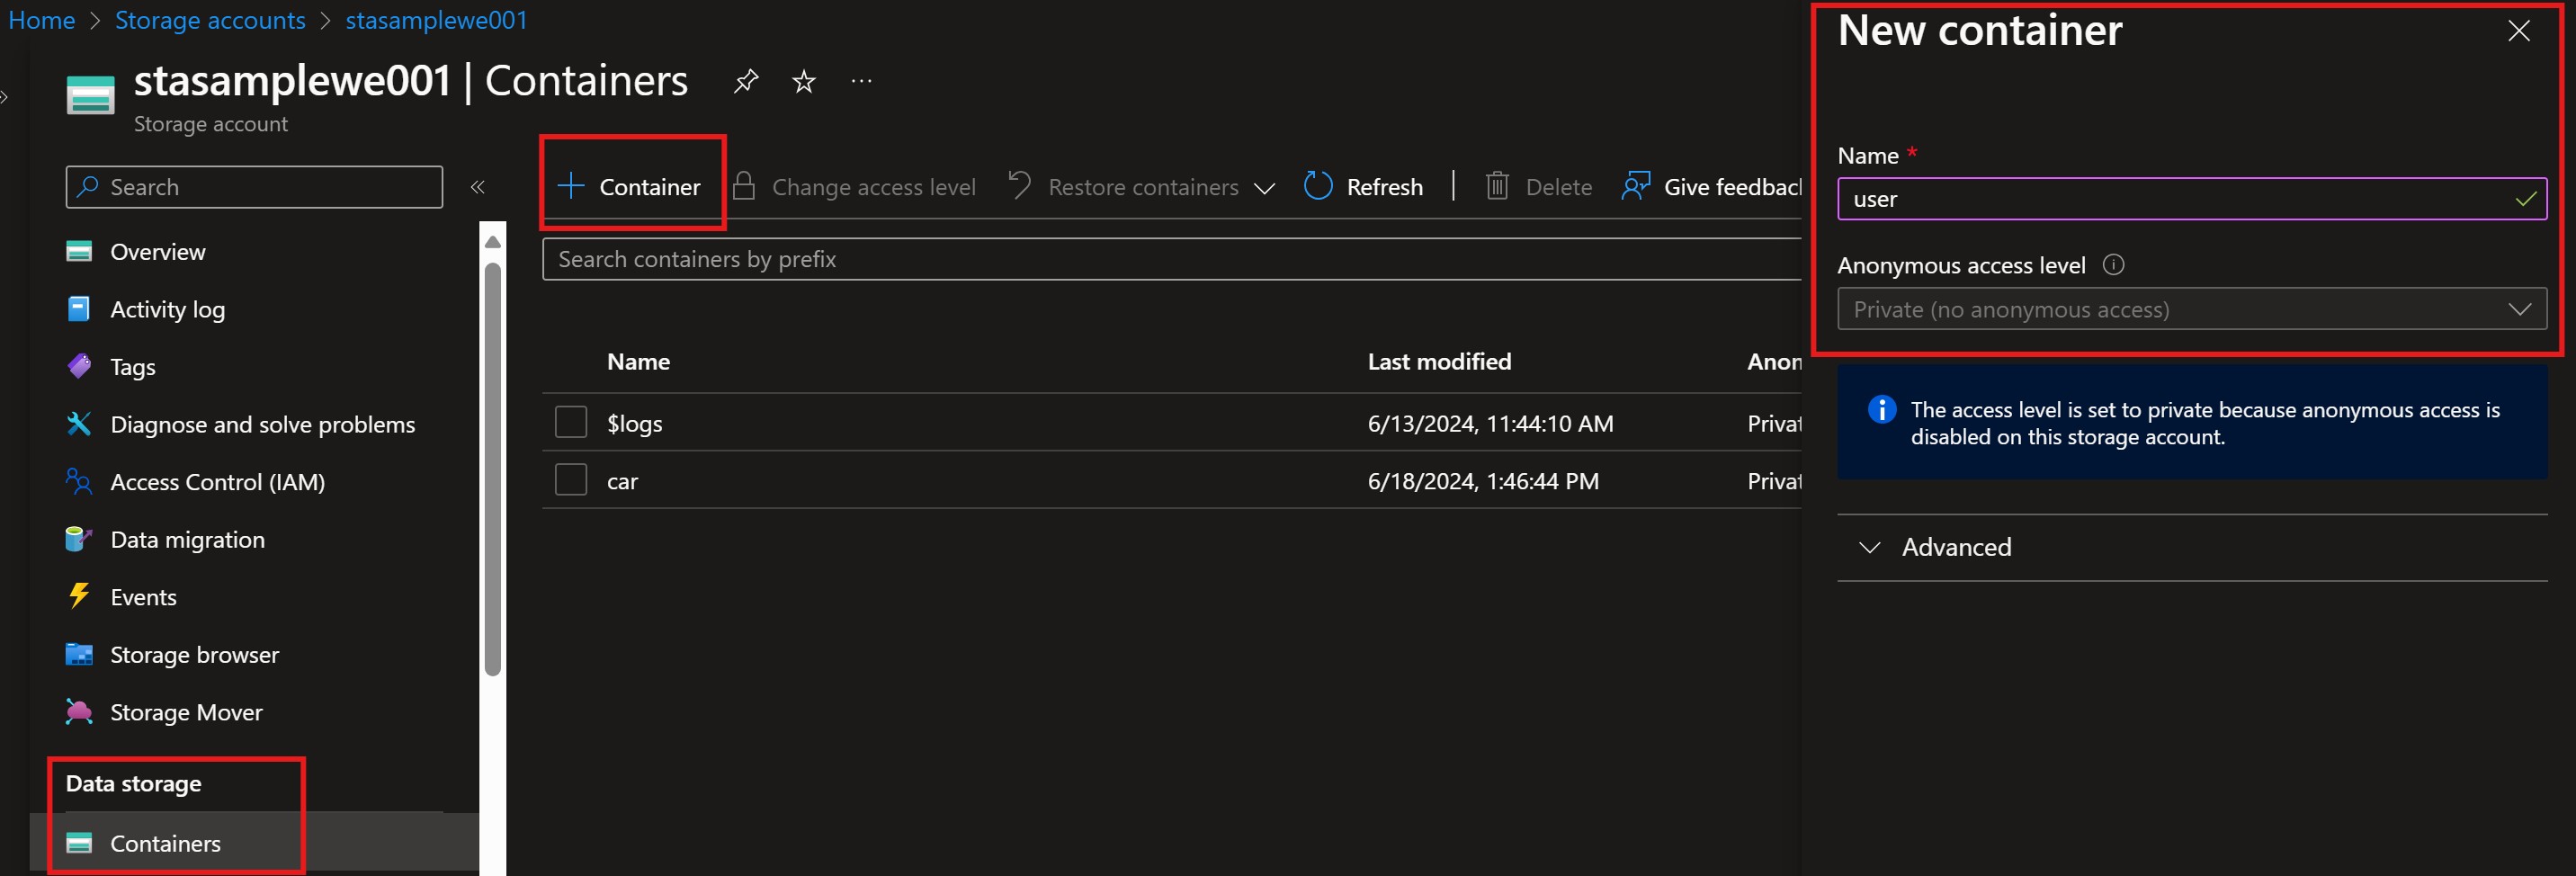 Home > Storage accounts > stasamplewe001
stasamplewe001 | Containers
Storage account
Search
Overview
Activity log
Tags
Diagnose and solve problems
Access Control (IAM)
Data migration
Events
Storage browser
Storage Mover
Data storage
Containers
Container Change access level Restore containers Refresh Delete Give feedbac
Search containers by prefix
Name Last modified Anon
$logs 6/13/2024, 11:44:10 AM Privat
car 6/18/2024, 1:46:44 PM Privat
New container
Name *
user
Anonymous access level
Private (no anonymous access)
The access level is set to private because anonymous access is
disabled on this storage account.
Advanced